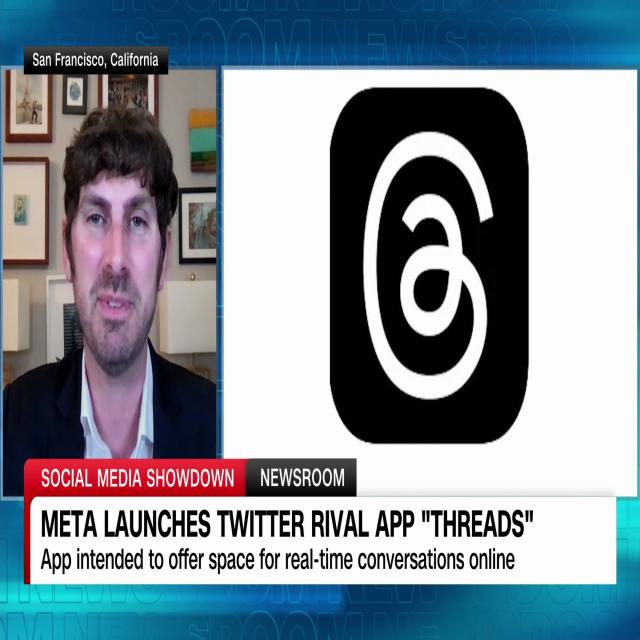 San Francisco, California
SOCIAL MEDIA SHOWDOWN NEWSROOM
META LAUNCHES TWITTER RIVAL APP "THREADS"
App intended to offer space for real-time conversations online